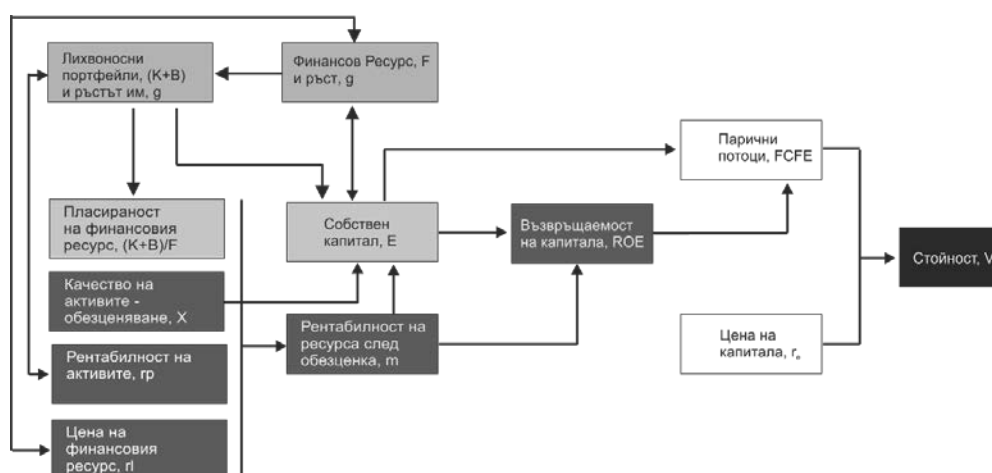 Лихвоносни
портфейли, (K+B)
и ръстът им, g
Финансов Ресурс, F
и ръст, g
Парични
потоци, FCFE
Пласираност
на финансовия
ресурс, (K+B)/F
Собствен
капитал, E
Възвръщаемост
на капитала, ROE
Стойност, V
Качество на
активите -
обезценяване, X
Рентабилност на
ресурса след
обезценка, m
Цена на
капитала, rₑ
Рентабилност на
активите, rp
Цена на
финансовия
ресурс, rl